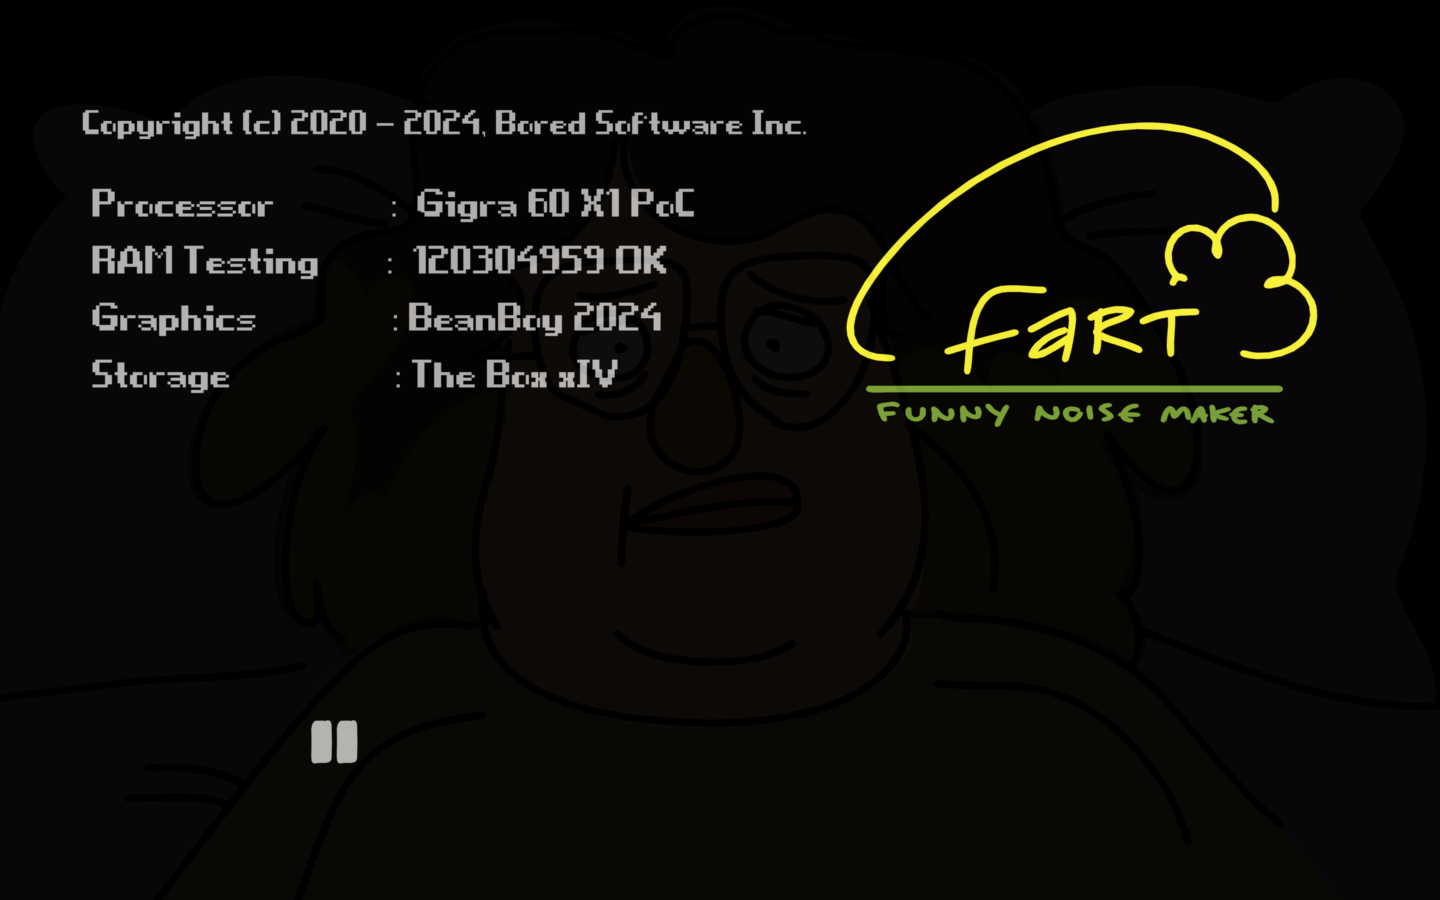 Copyright (c) 2020 - 2024, Bored Software Inc.
Processor : Gigra 60 X1 PoC
RAM Testing : 120304959 OK
Graphics : BeanBoy 2024
Storage : The Box xIV
FART
FUNNY NOISE MAKER